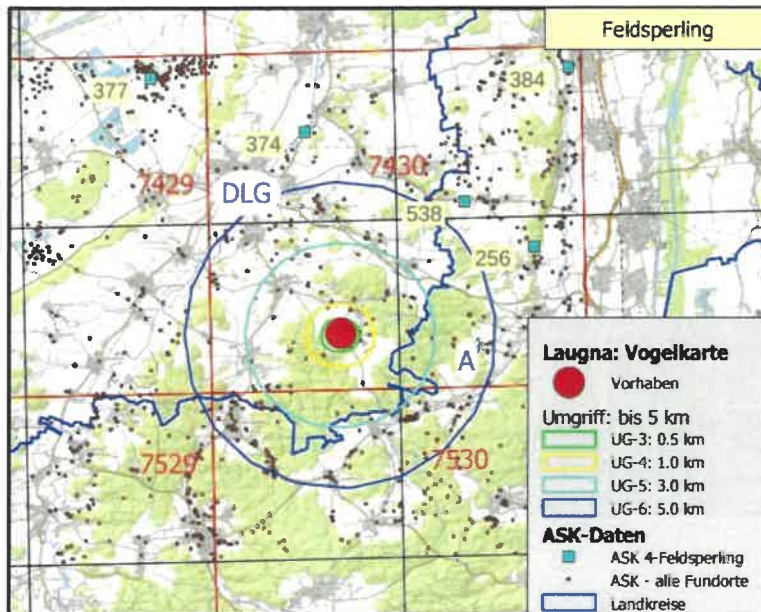 Feldsperling
377
384
374
7430
7429
DLG
538
256
A
7529
7530
Laugna: Vogelkarte
Vorhaben
Umgriff: bis 5 km
UG-3: 0.5 km
UG-4: 1.0 km
UG-5: 3.0 km
UG-6: 5.0 km
ASK-Daten
ASK 4-Feldsperling
ASK - alle Fundorte
Landkreise